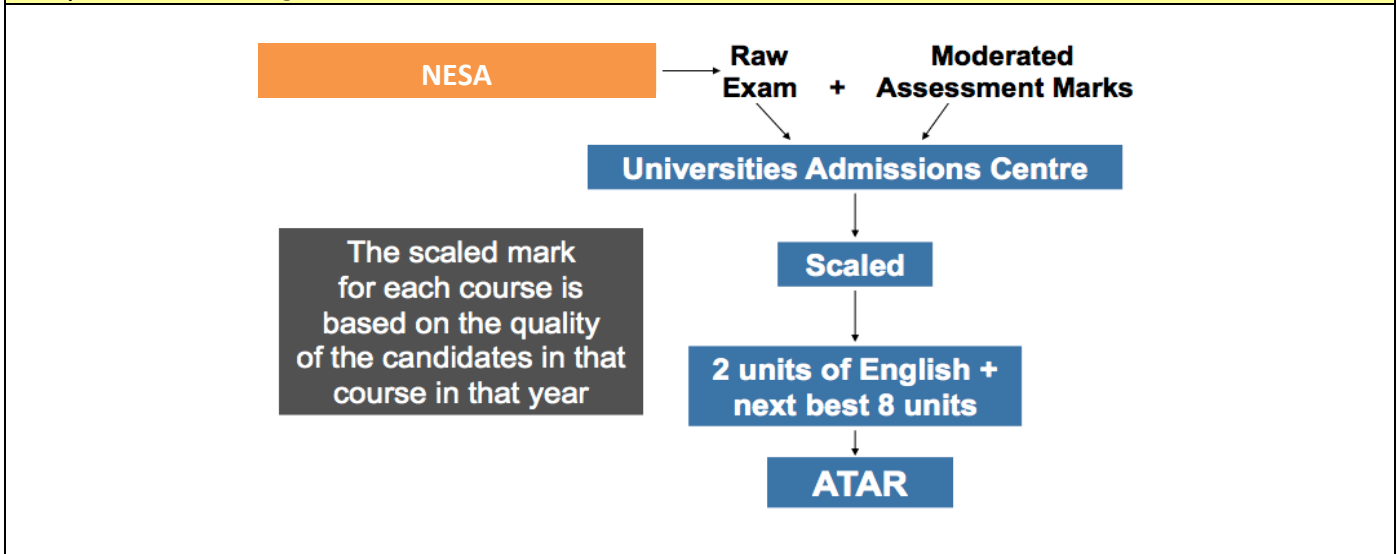 NESA
Raw Exam + Moderated Assessment Marks
Universities Admissions Centre
Scaled
The scaled mark
for each course is
based on the quality
of the candidates in that
course in that year
2 units of English +
next best 8 units
ATAR